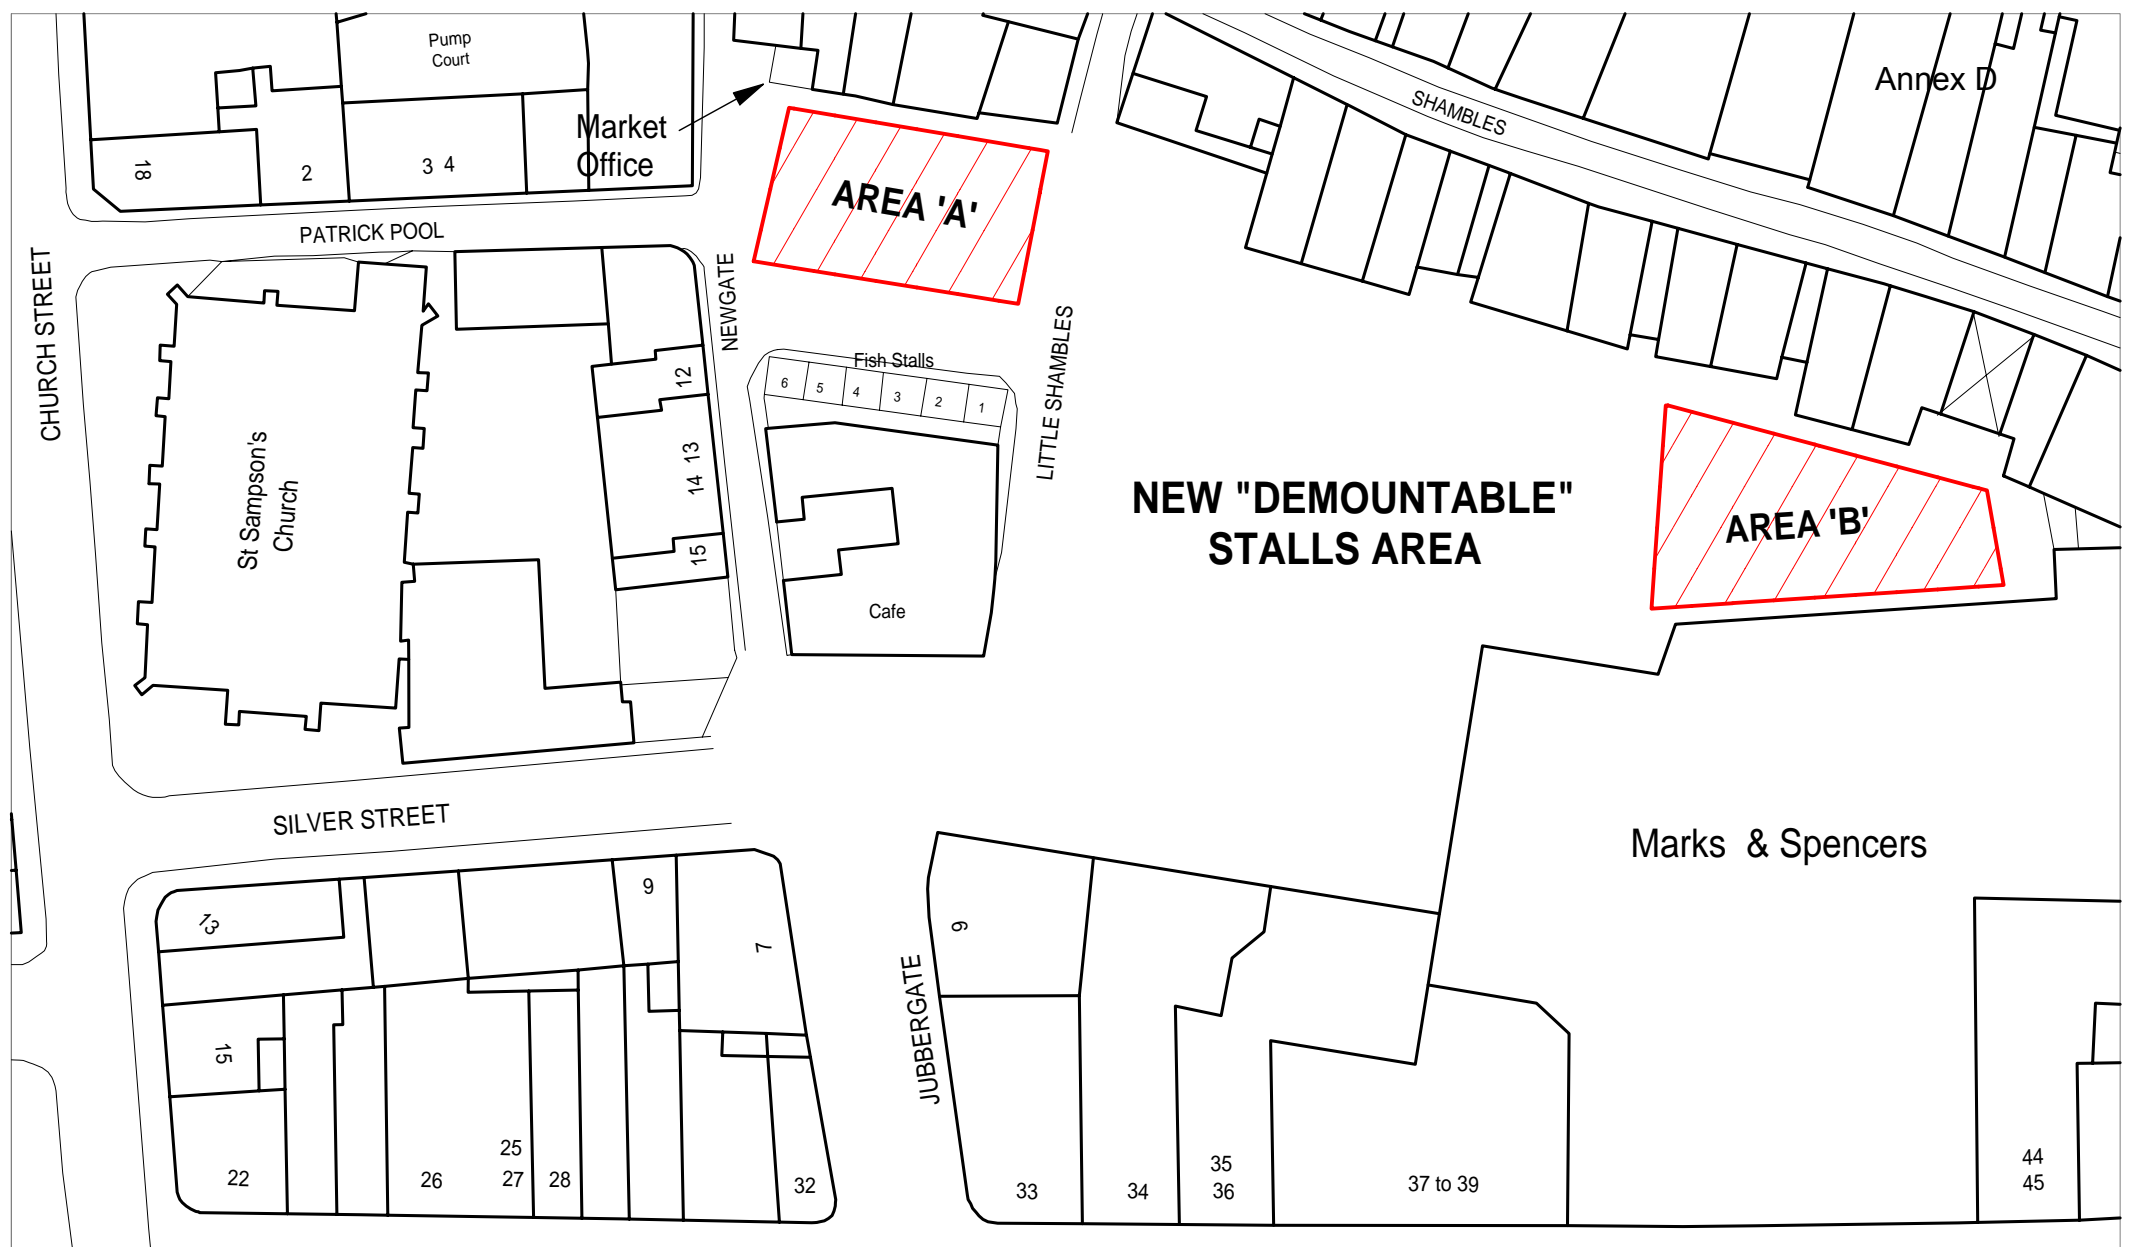 Pump
Court
Annex D
SHAMBLES
Market
Office
18
2
3 4
AREA 'A'
PATRICK POOL
CHURCH STREET
NEWGATE
LITTLE SHAMBLES
Fish Stalls
6
5
4
3
2
1
12
14 13
15
St Sampson's
Church
NEW "DEMOUNTABLE"
STALLS AREA
AREA 'B'
Cafe
SILVER STREET
Marks & Spencers
13
9
7
9
JUBBERGATE
15
22
26
25
27
28
32
33
34
35
36
37 to 39
44
45